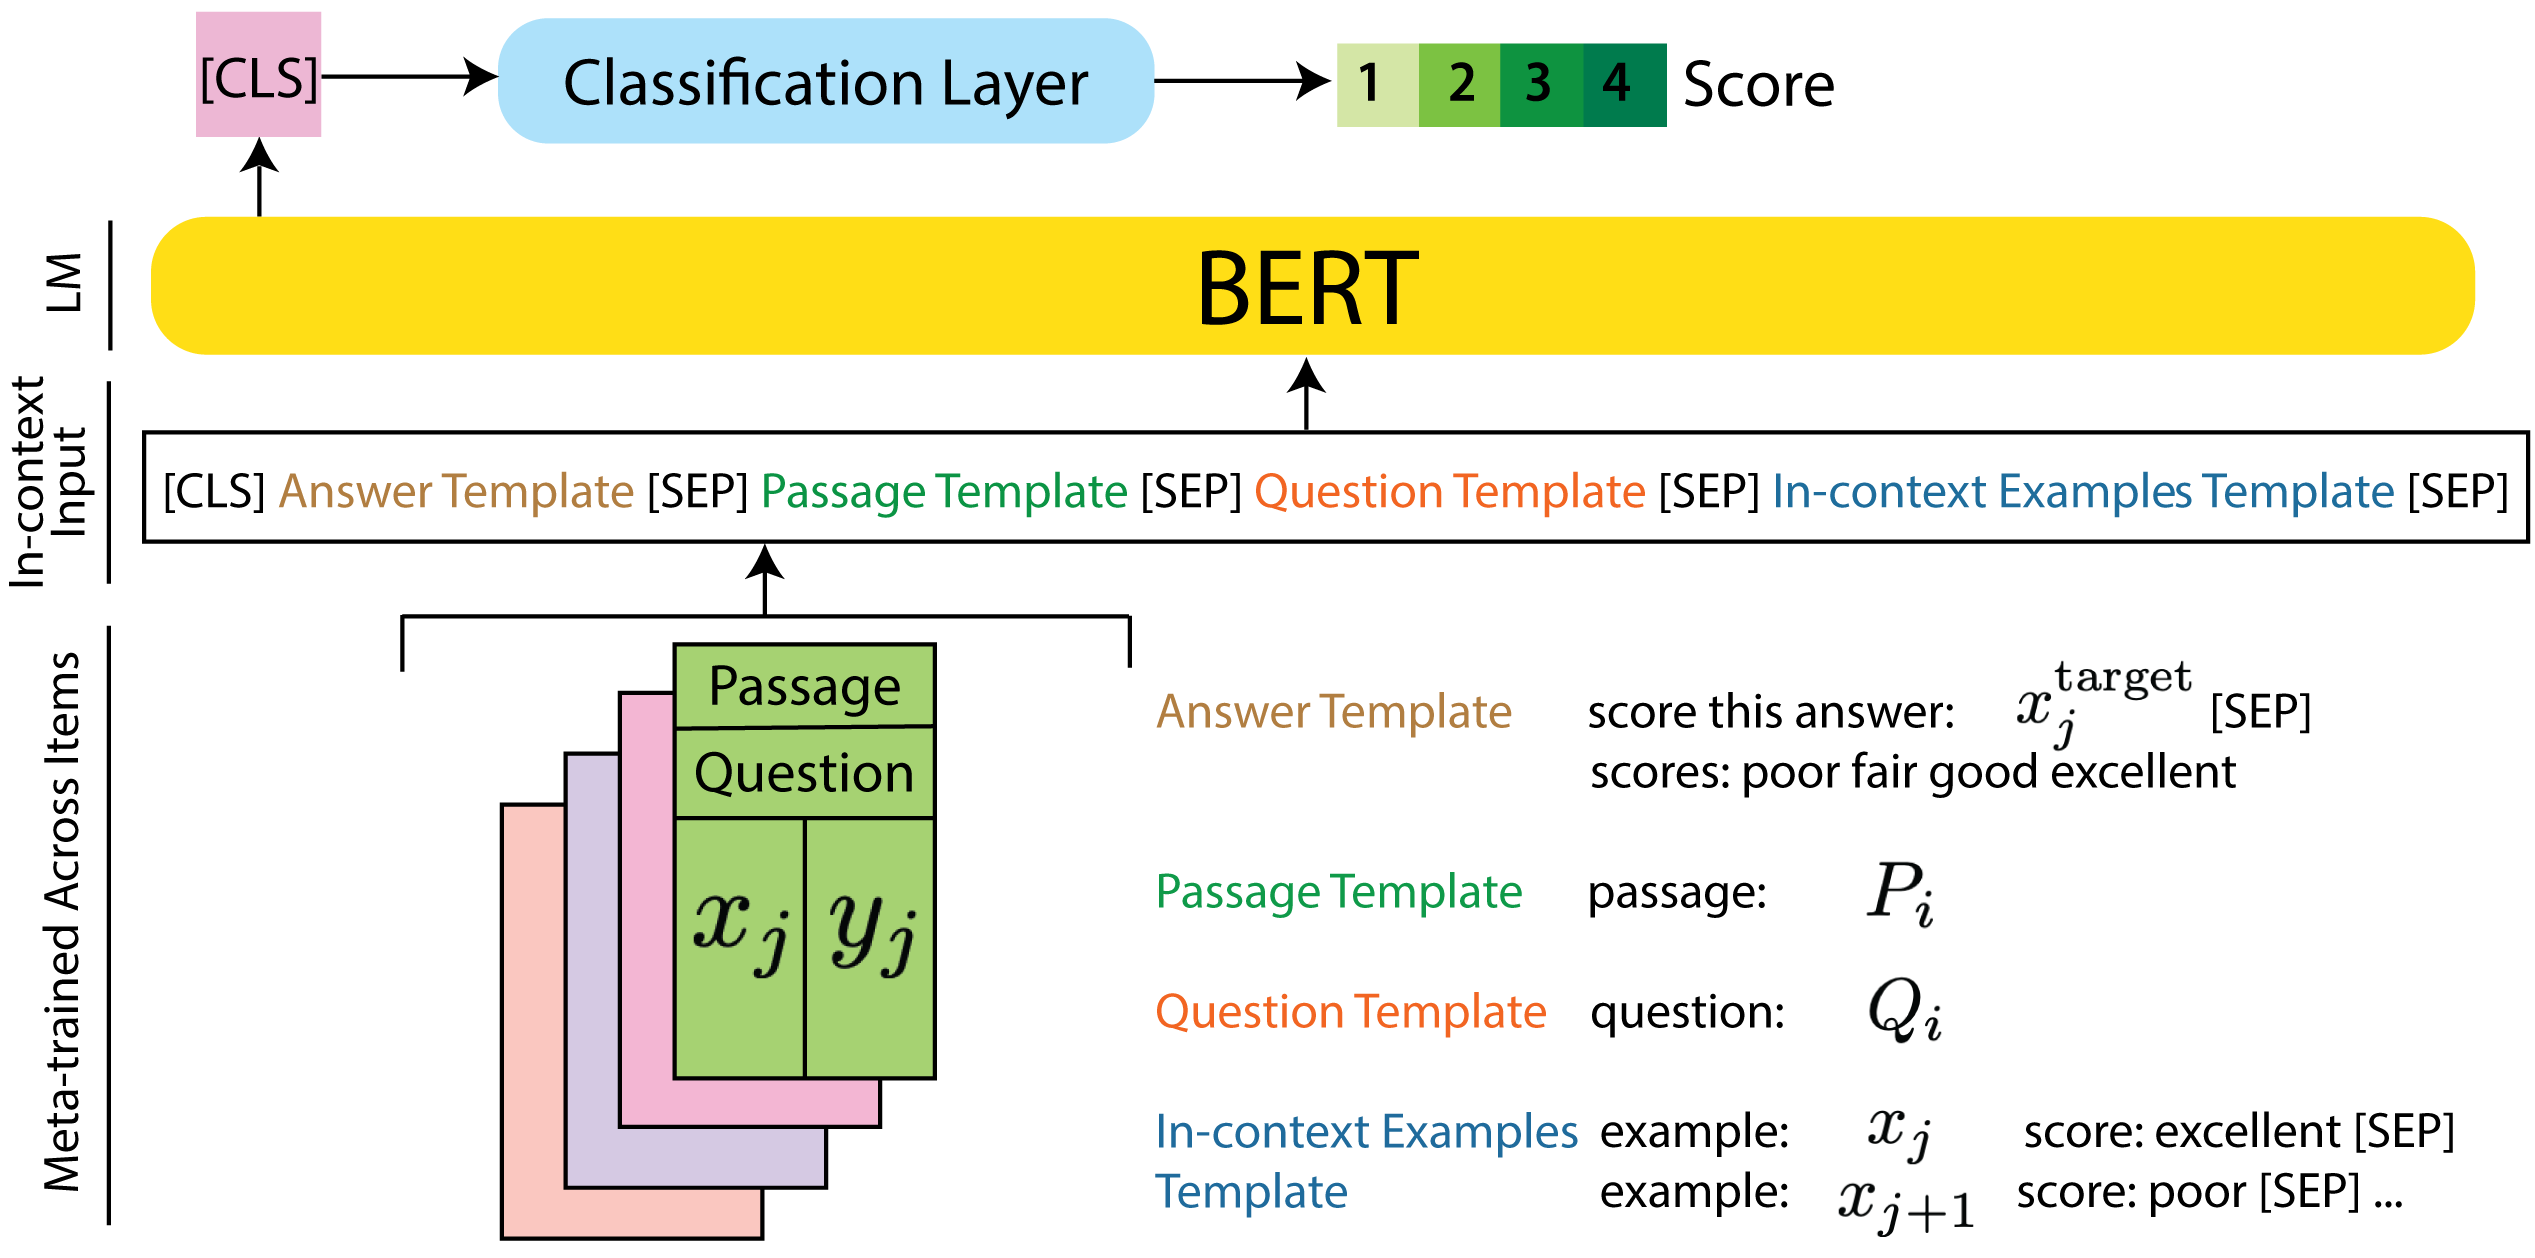 [CLS]
Classification Layer
1 2 3 4 Score
LM
BERT
In-context
Input
[CLS] Answer Template [SEP] Passage Template [SEP] Question Template [SEP] In-context Examples Template [SEP]
Meta-trained Across Items
Passage
Question
x_j y_j
Answer Template score this answer: x_j^target [SEP]
scores: poor fair good excellent
Passage Template passage: P_i
Question Template question: Q_i
In-context Examples example: x_j score: excellent [SEP]
Template example: x_{j+1} score: poor [SEP] ...